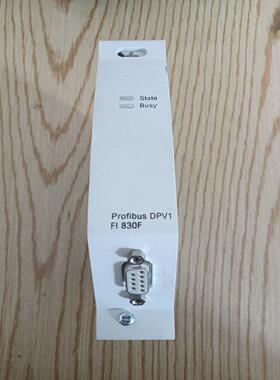 State
Busy
Profibus DPV1
FI 830F